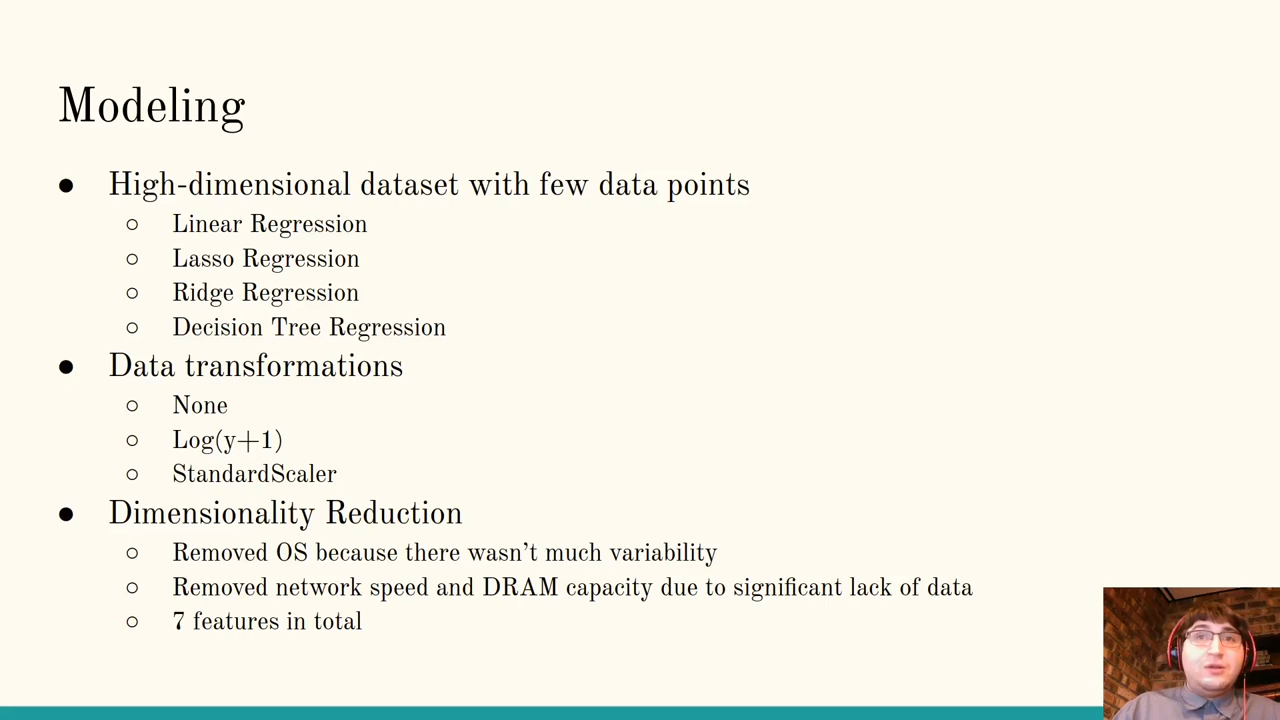 Modeling
● High-dimensional dataset with few data points
○ Linear Regression
○ Lasso Regression
○ Ridge Regression
○ Decision Tree Regression
● Data transformations
○ None
○ Log(y+1)
○ StandardScaler
● Dimensionality Reduction
○ Removed OS because there wasn't much variability
○ Removed network speed and DRAM capacity due to significant lack of data
○ 7 features in total